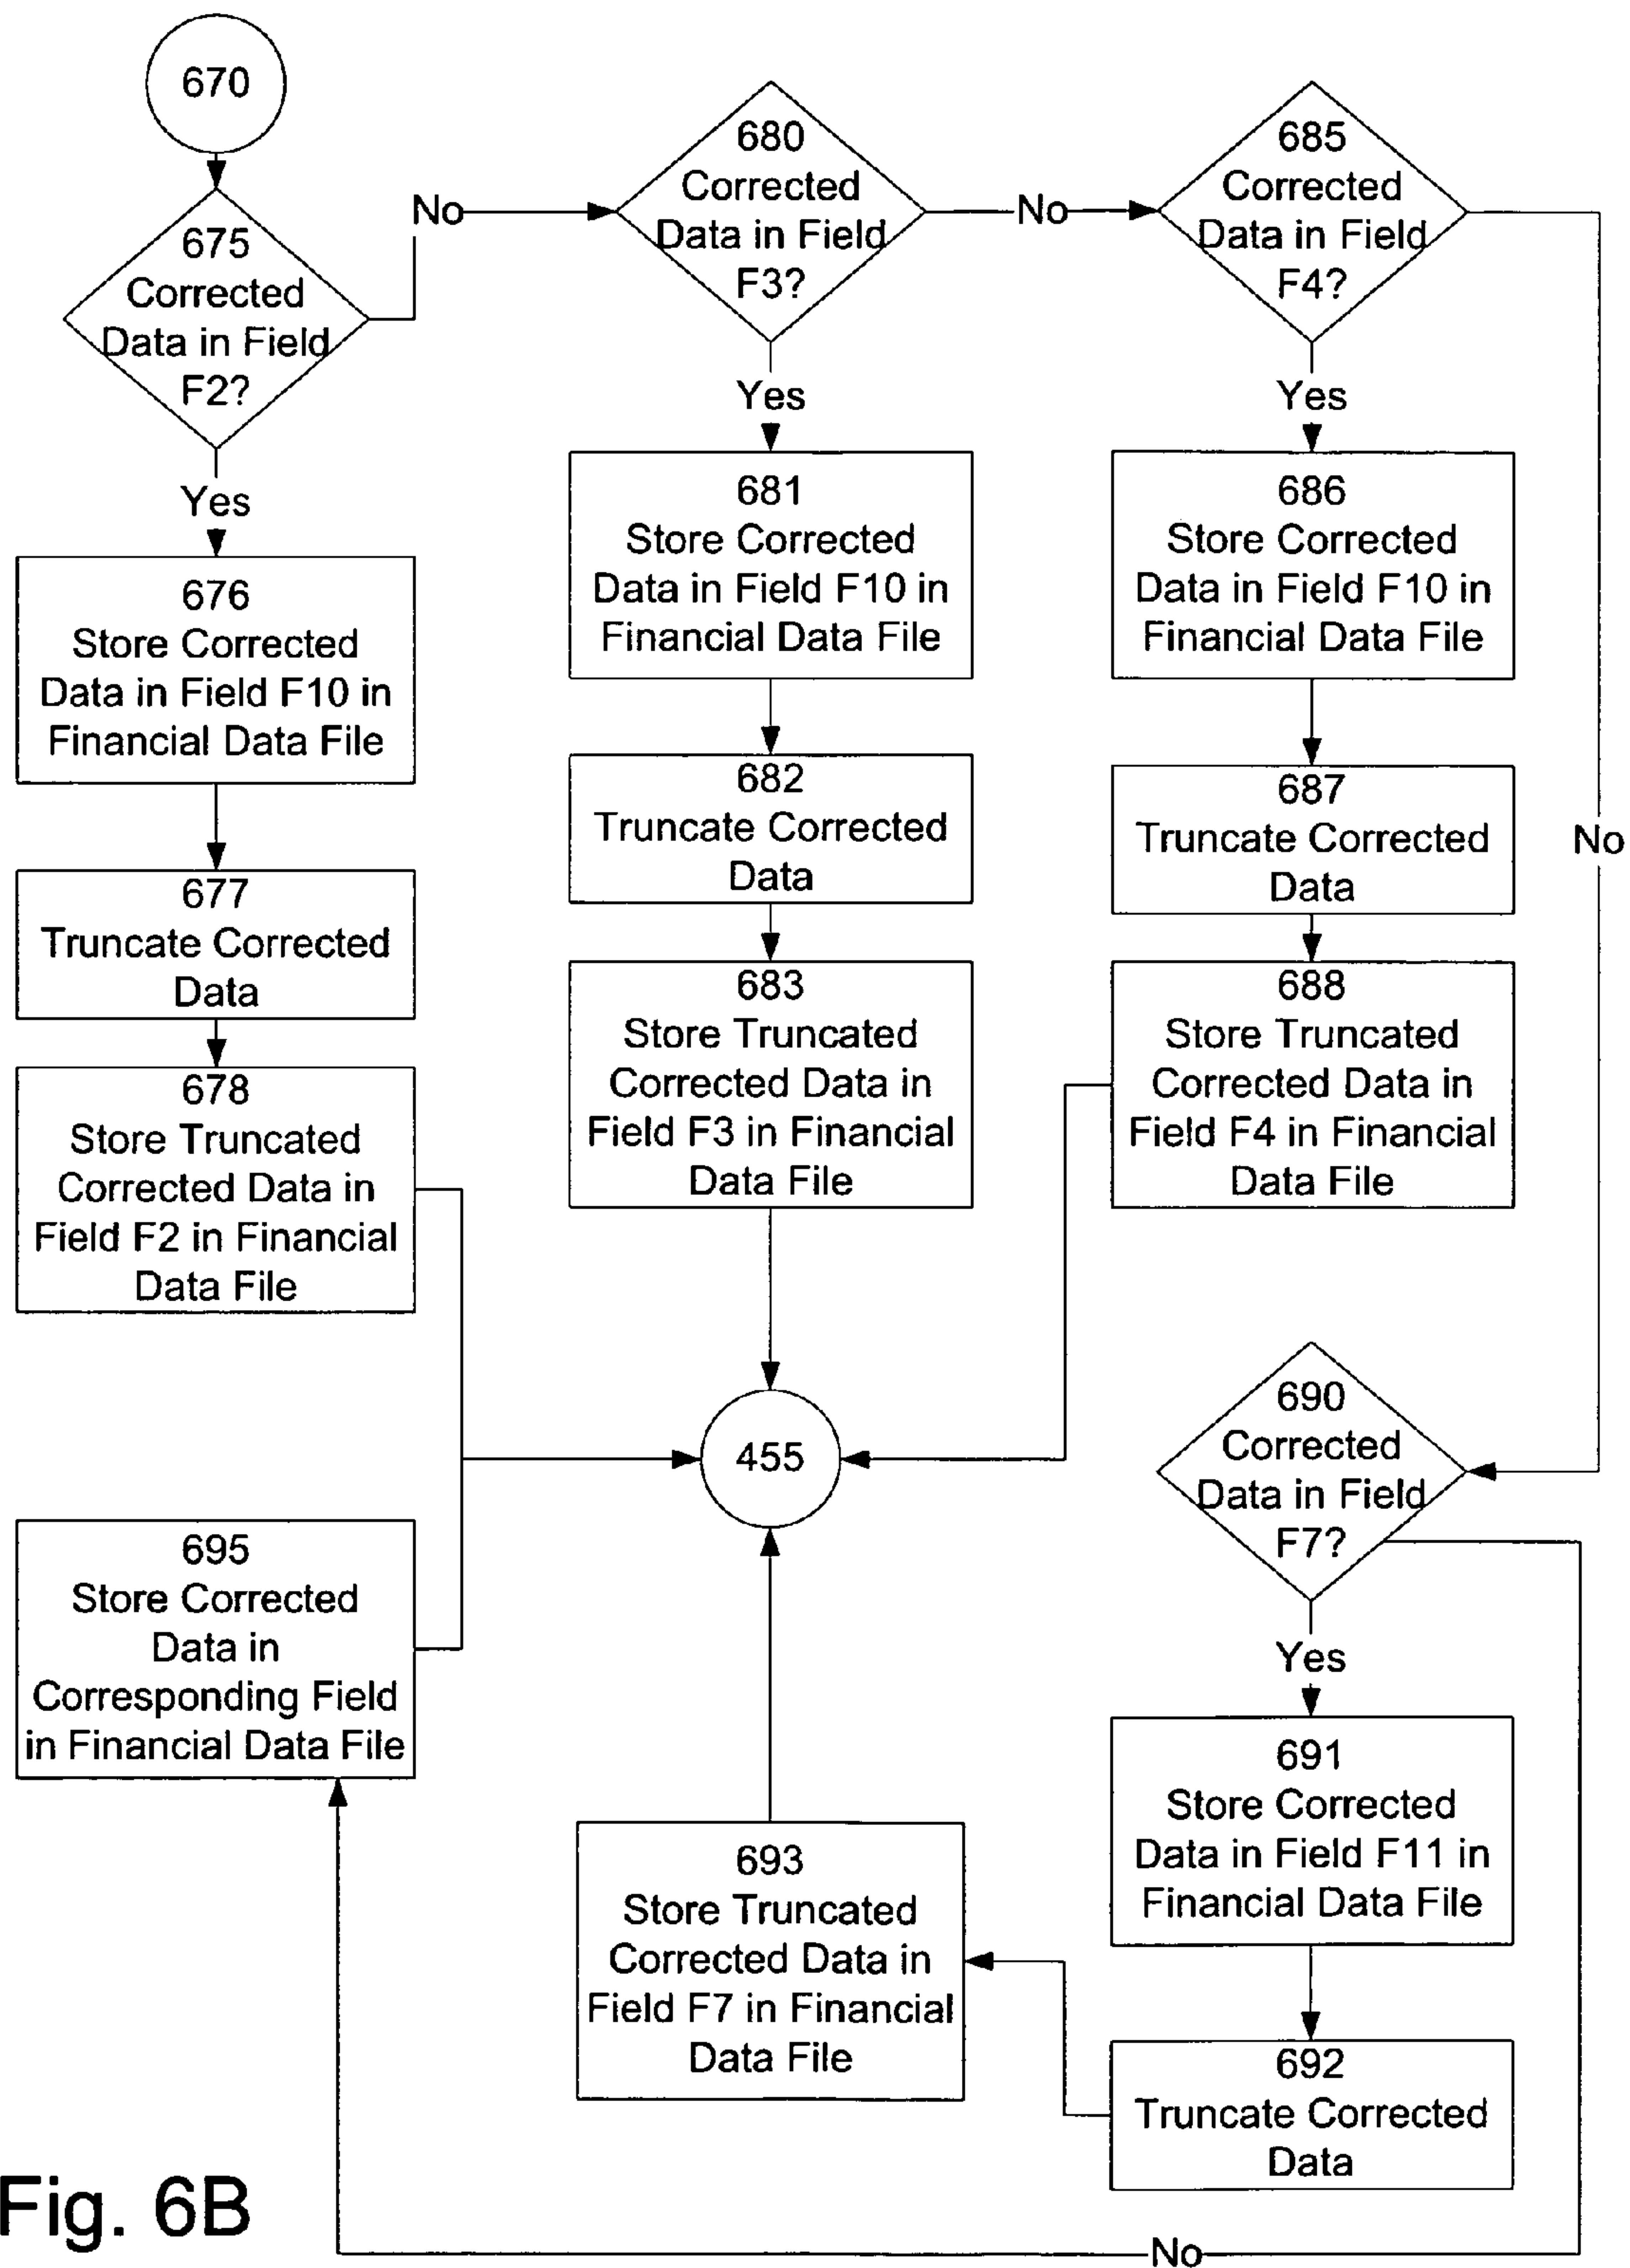 670
675
Corrected
Data in Field
F2?
No
680
Corrected
Data in Field
F3?
No
685
Corrected
Data in Field
F4?
No
Yes
676
Store Corrected
Data in Field F10 in
Financial Data File
677
Truncate Corrected
Data
678
Store Truncated
Corrected Data in
Field F2 in Financial
Data File
Yes
681
Store Corrected
Data in Field F10 in
Financial Data File
682
Truncate Corrected
Data
683
Store Truncated
Corrected Data in
Field F3 in Financial
Data File
Yes
686
Store Corrected
Data in Field F10 in
Financial Data File
687
Truncate Corrected
Data
688
Store Truncated
Corrected Data in
Field F4 in Financial
Data File
455
690
Corrected
Data in Field
F7?
Yes
691
Store Corrected
Data in Field F11 in
Financial Data File
692
Truncate Corrected
Data
693
Store Truncated
Corrected Data in
Field F7 in Financial
Data File
695
Store Corrected
Data in
Corresponding Field
in Financial Data File
No
Fig. 6B